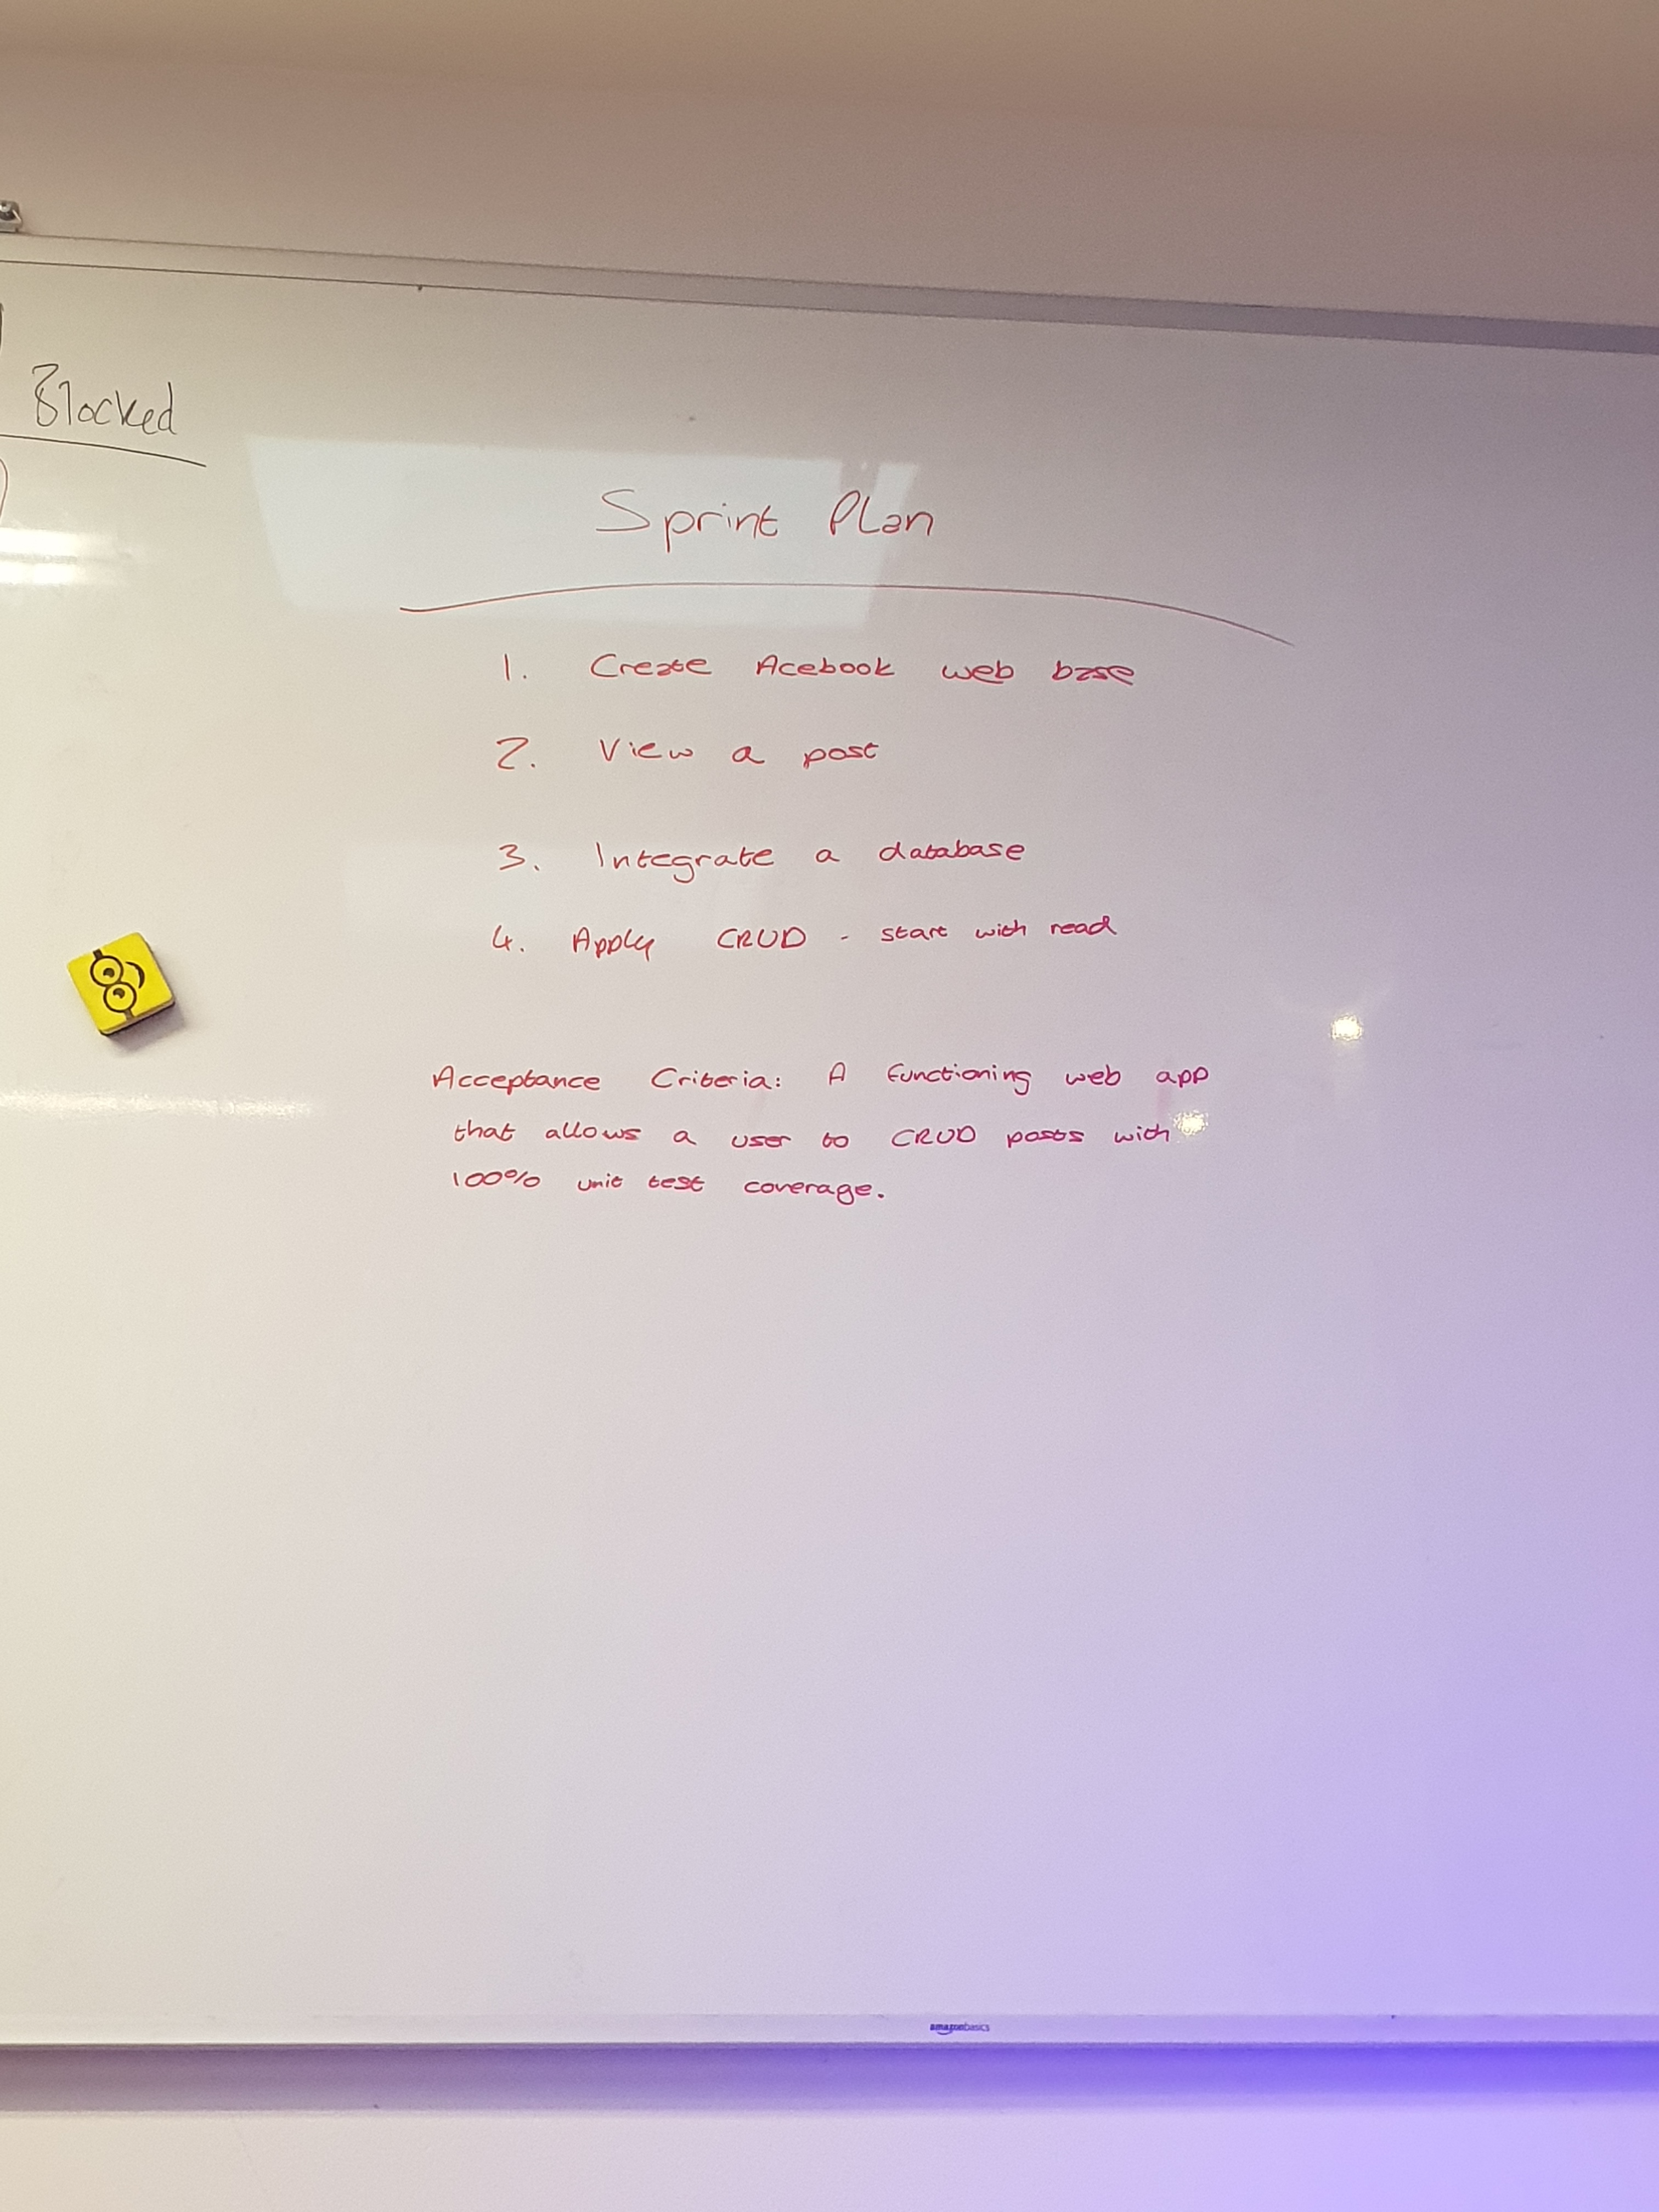 Blocked
Sprint Plan
1. Create Acebook web base
2. View a post
3. Integrate a database
4. Apply CRUD - start with read
Acceptance Criteria: A functioning web app
that allows a user to CRUD posts with
100% unit test coverage.
amazonbasics